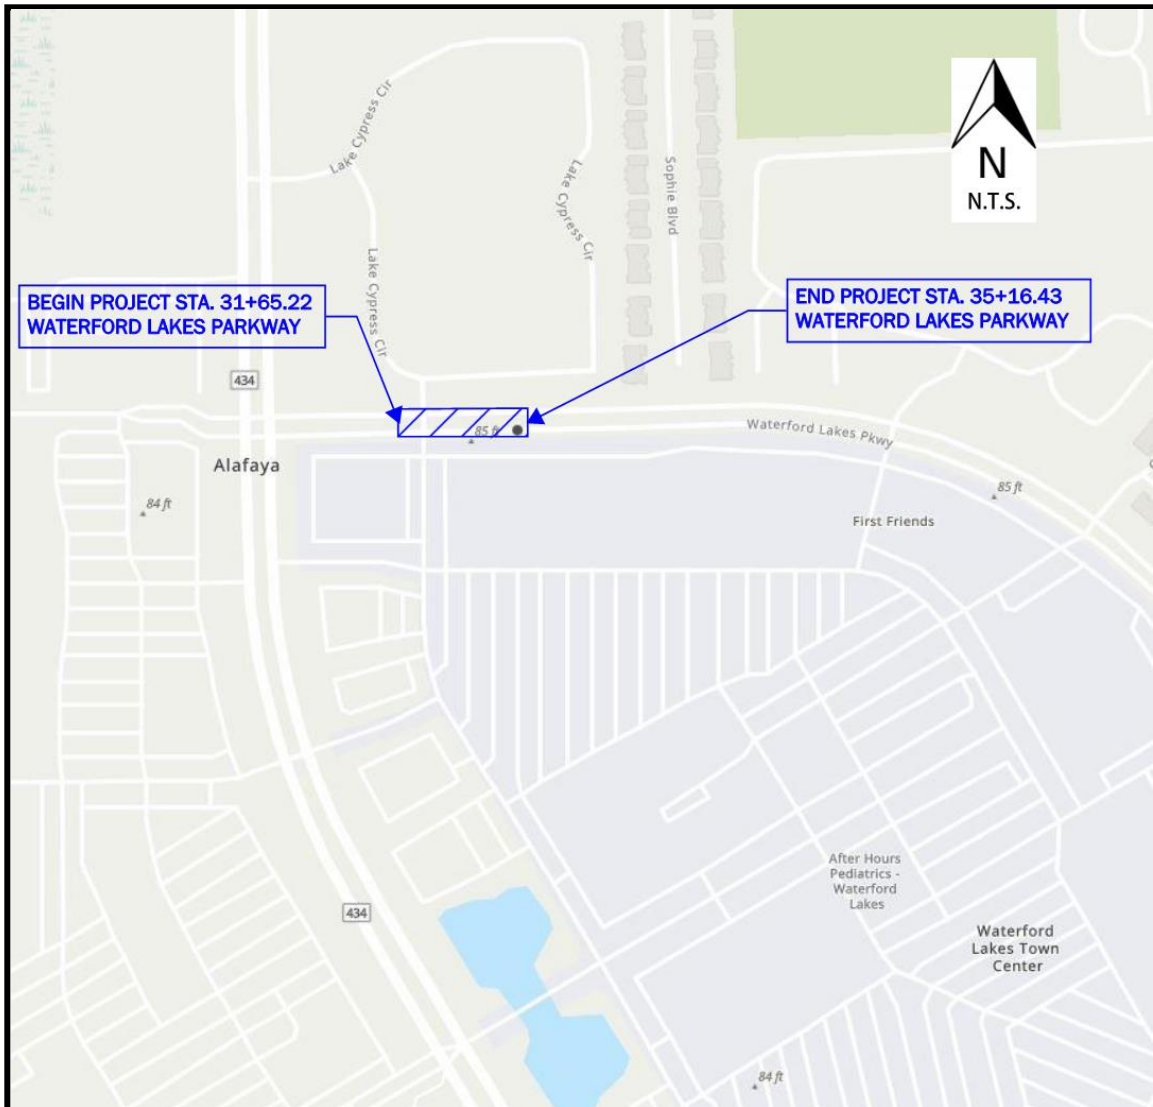 Lake Cypress Cir
Lake Cypress Cir
Sophie Blvd
N
N.T.S.
Lake Cypress Cir
BEGIN PROJECT STA. 31+65.22
WATERFORD LAKES PARKWAY
END PROJECT STA. 35+16.43
WATERFORD LAKES PARKWAY
434
85 ft
Waterford Lakes Pkwy
Alafaya
84 ft
85 ft
First Friends
After Hours
Pediatrics -
Waterford
Lakes
434
Waterford
Lakes Town
Center
84 ft